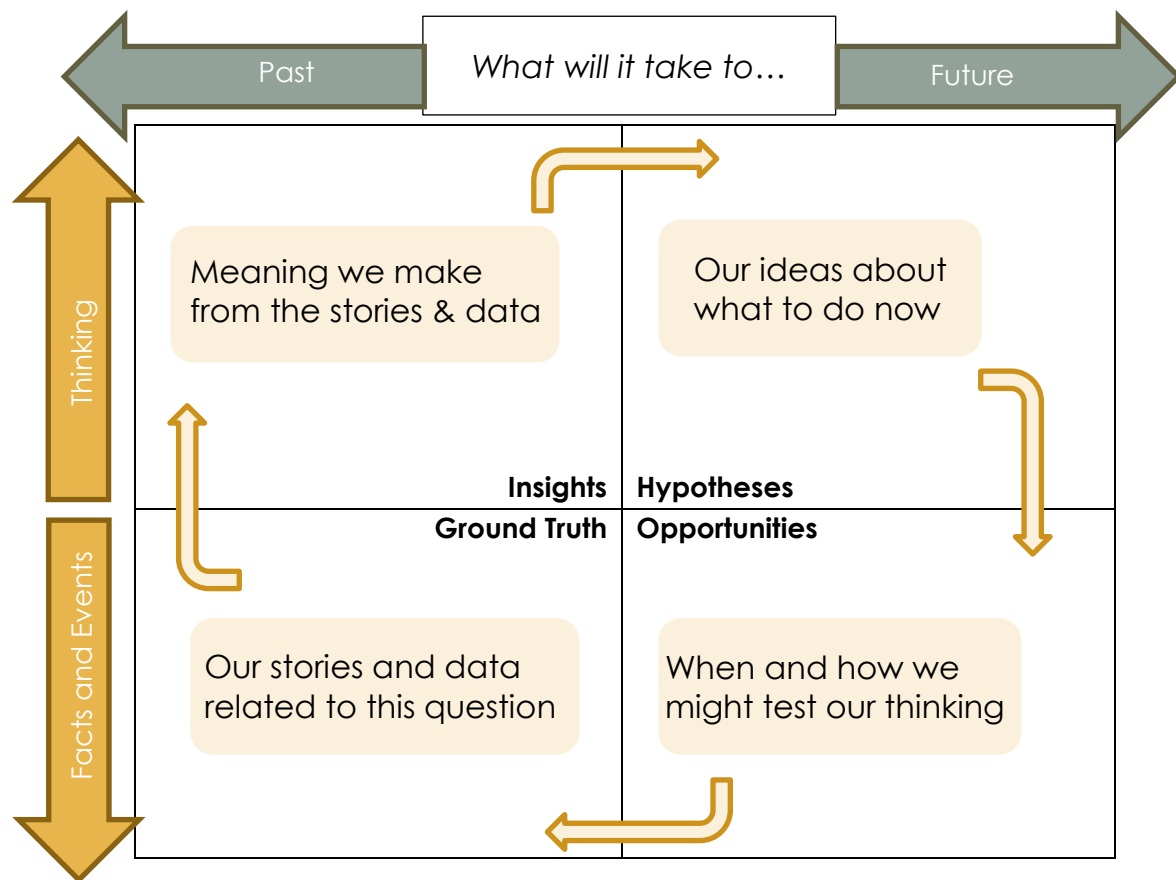 Past
What will it take to…
Future
Thinking
Meaning we make
from the stories & data
Our ideas about
what to do now
Insights
Hypotheses
Ground Truth
Opportunities
Facts and Events
Our stories and data
related to this question
When and how we
might test our thinking